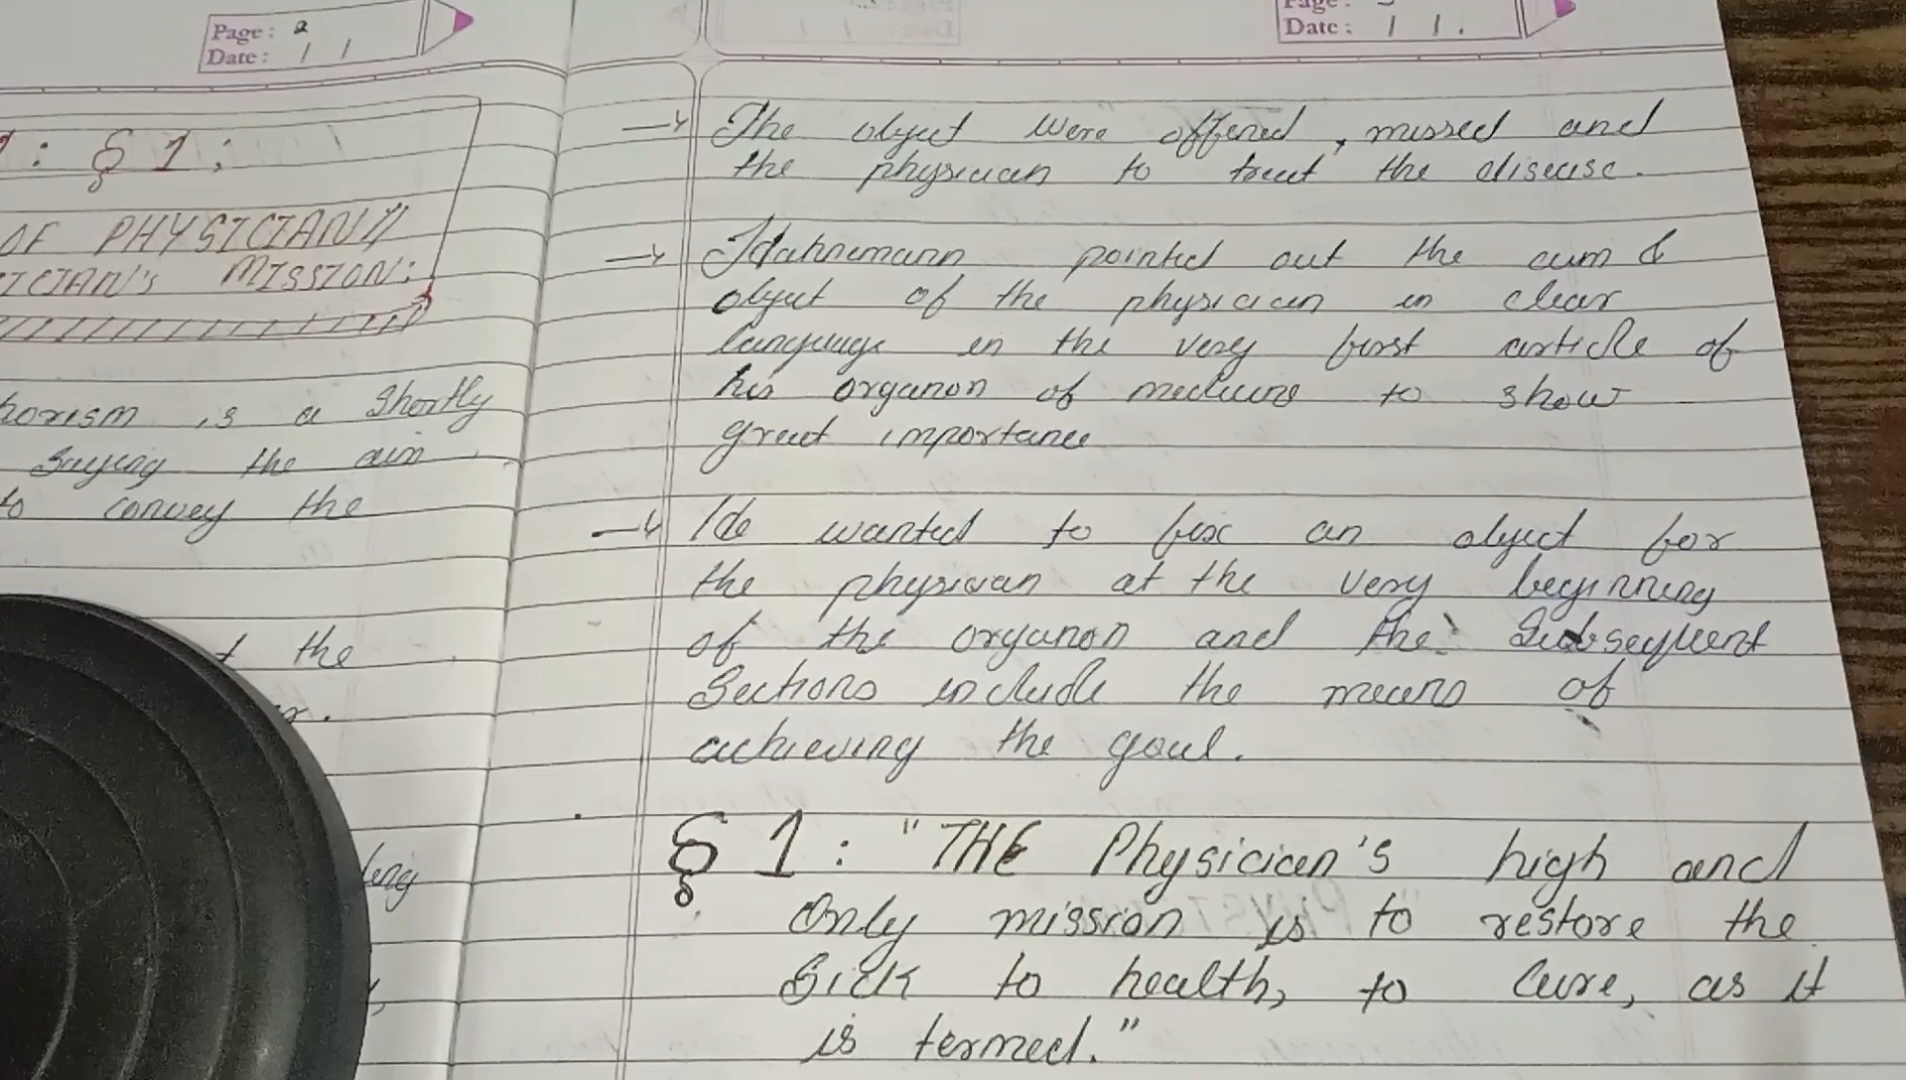 Page: 2
Date: / /
: § 1 ;
OF PHYSICIAN //
ICIAN's MISSION:
horism is a shortly
saying the aim
to convey the
the
Page:
Date: / / .
→ The object were offered, missed and
the physician to treat the disease.
→ Hahnemann pointed out the aim &
object of the physician in clear
language in the very first article of
his organon of medicine to show
great importance
→ He wanted to fix an object for
the physician at the very beginning
of the organon and the subsequent
sections include the means of
achieving the goal.
§ 1 : "THE Physician's high and
only mission is to restore the
sick to health, to cure, as it
is termed."